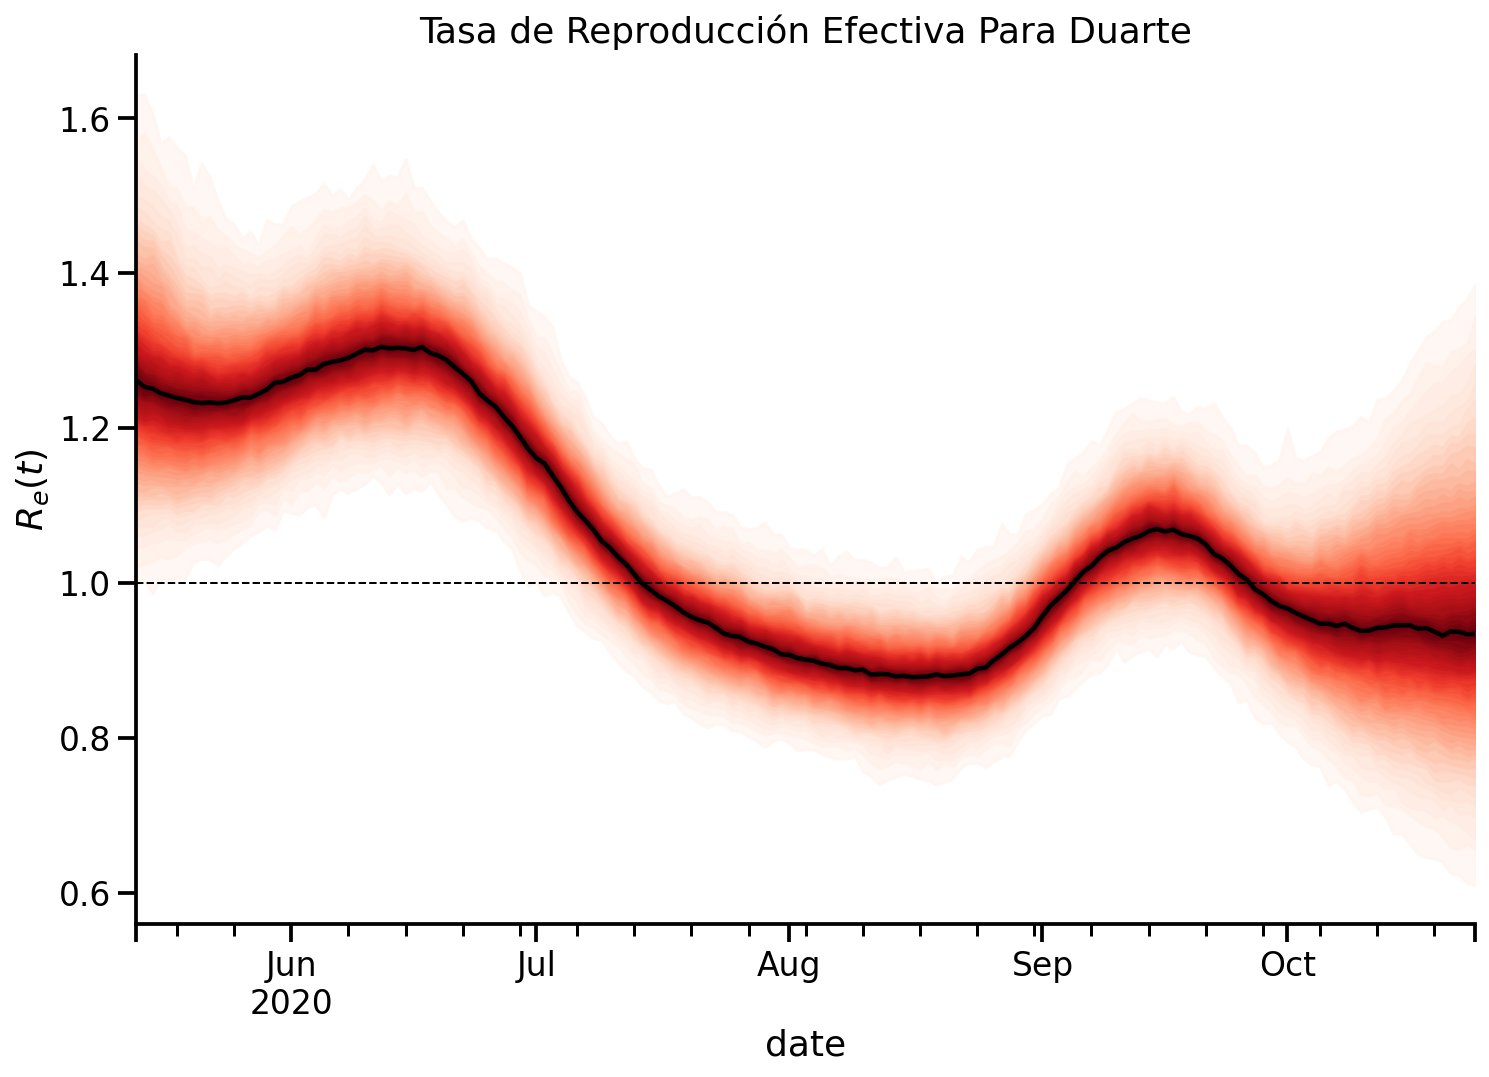 Tasa de Reproducción Efectiva Para Duarte
1.6
1.4
1.2
1.0
0.8
0.6
Rₑ(t)
Jun Jul Aug Sep Oct
2020
date